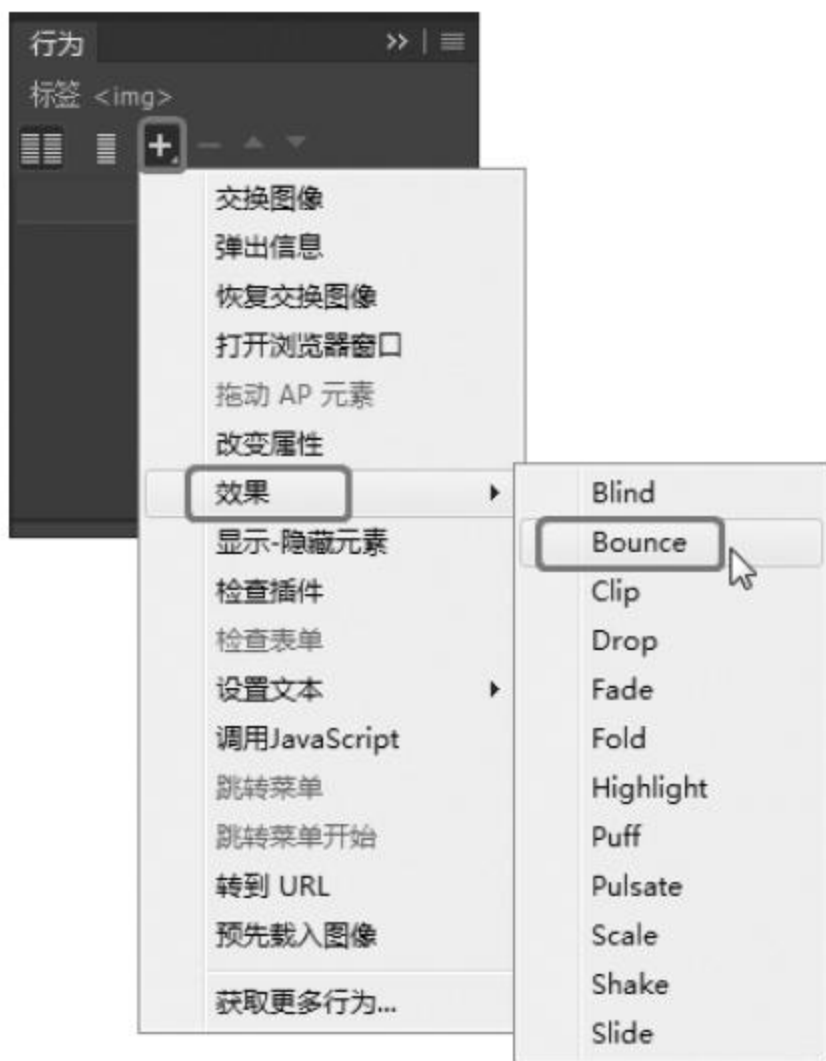 行为
标签 <img>
交换图像
弹出信息
恢复交换图像
打开浏览器窗口
拖动 AP 元素
改变属性
效果
显示-隐藏元素
检查插件
检查表单
设置文本
调用JavaScript
跳转菜单
跳转菜单开始
转到 URL
预先载入图像
获取更多行为...
Blind
Bounce
Clip
Drop
Fade
Fold
Highlight
Puff
Pulsate
Scale
Shake
Slide